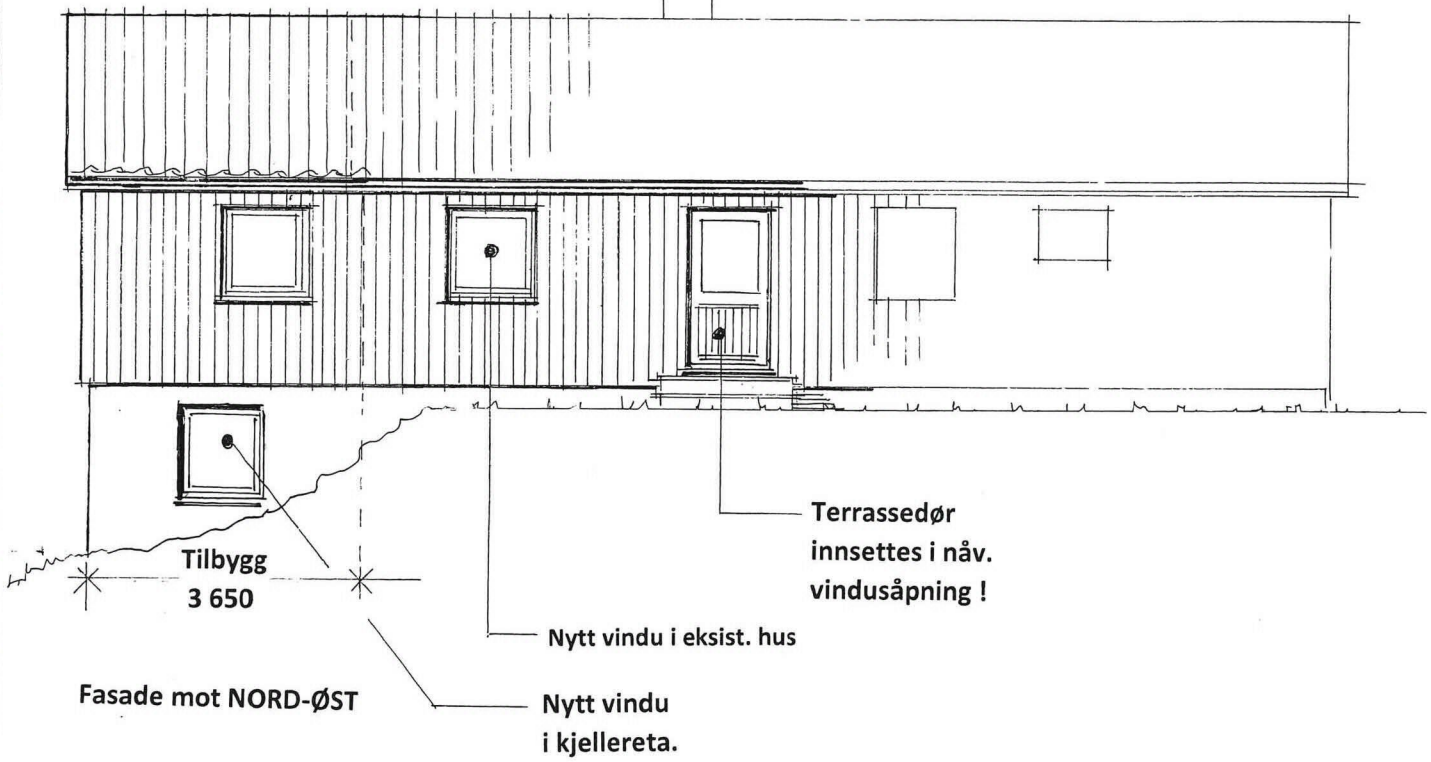 Terrassedør
innsettes i nåv.
vindusåpning !
Tilbygg
3 650
Nytt vindu i eksist. hus
Fasade mot NORD-ØST
Nytt vindu
i kjellereta.